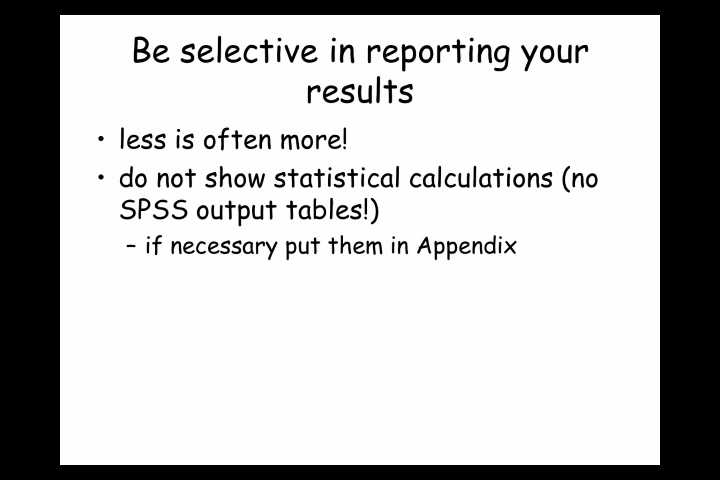 Be selective in reporting your
results
• less is often more!
• do not show statistical calculations (no
SPSS output tables!)
– if necessary put them in Appendix